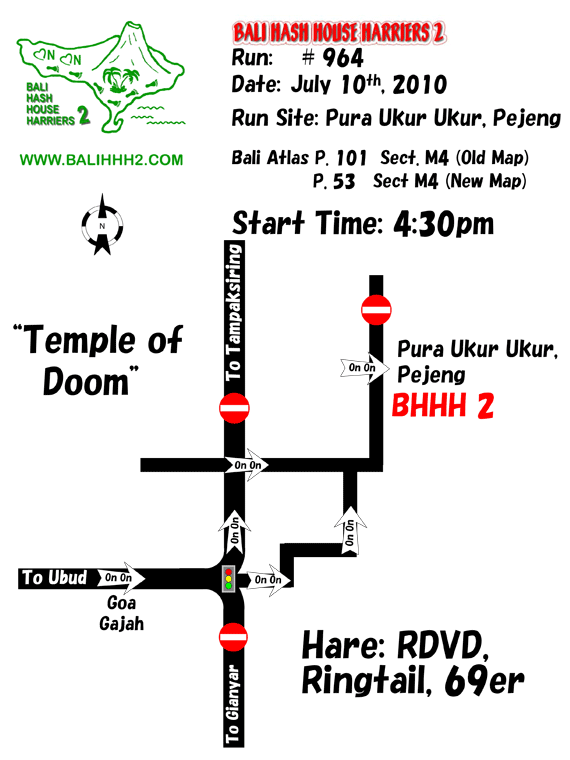 BALI HASH HOUSE HARRIERS 2
Run: # 964
Date: July 10th, 2010
Run Site: Pura Ukur Ukur, Pejeng
Bali Atlas P. 101 Sect. M4 (Old Map)
P. 53 Sect M4 (New Map)
Start Time: 4:30pm
N
N
BALI
HASH
HOUSE
HARRIERS 2
WWW.BALIHHH2.COM
N
"Temple of
Doom"
To Tampaksiring
On On
Pura Ukur Ukur,
Pejeng
BHHH 2
On On
On On
On On
To Ubud
On On
On On
Goa
Gajah
To Gianyar
Hare: RDVD,
Ringtail, 69er